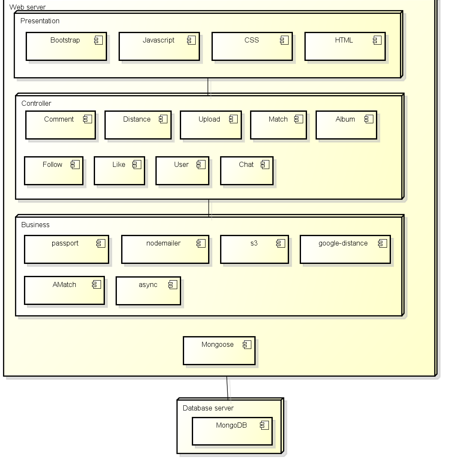 Web server
Presentation
Bootstrap Javascript CSS HTML
Controller
Comment Distance Upload Match Album
Follow Like User Chat
Business
passport nodemailer s3 google-distance
AMatch async
Mongoose
Database server
MongoDB